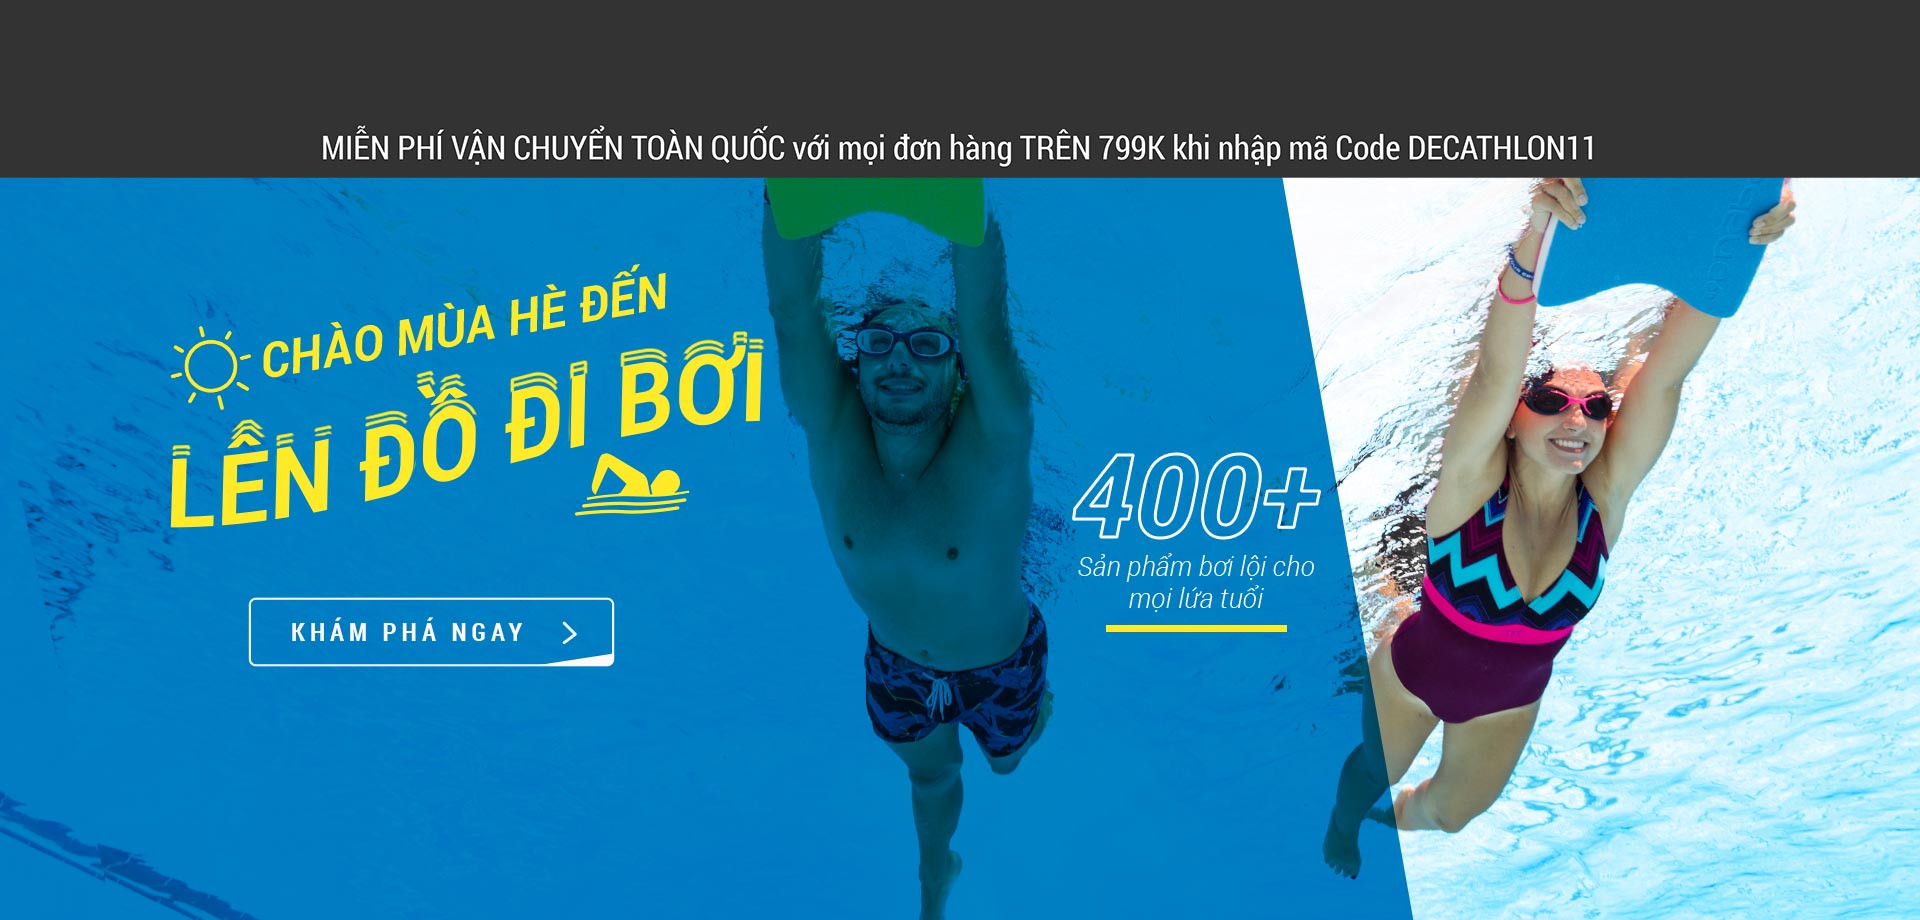 MIỄN PHÍ VẬN CHUYỂN TOÀN QUỐC với mọi đơn hàng TRÊN 799K khi nhập mã Code DECATHLON11
CHÀO MÙA HÈ ĐẾN
LÊN ĐỒ ĐI BƠI
400+
Sản phẩm bơi lội cho
mọi lứa tuổi
KHÁM PHÁ NGAY